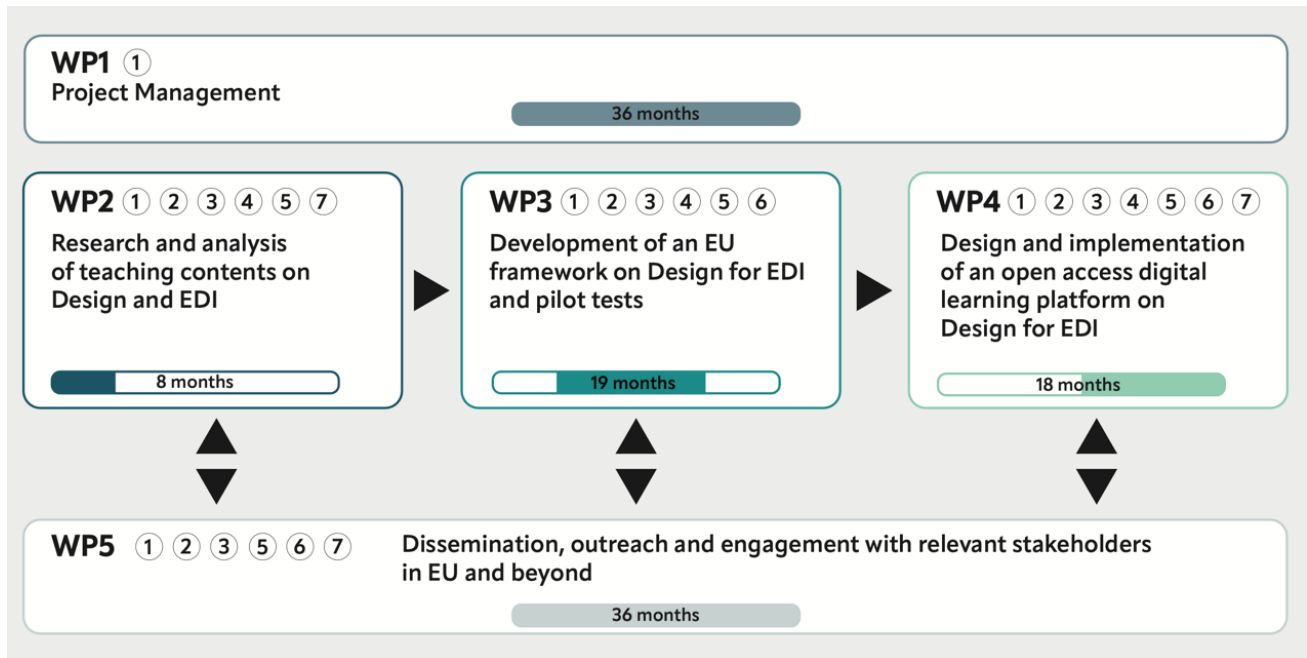 WP1 1
Project Management
36 months
WP2 1 2 3 4 5 7
Research and analysis
of teaching contents on
Design and EDI
8 months
WP3 1 2 3 4 5 6
Development of an EU
framework on Design for EDI
and pilot tests
19 months
WP4 1 2 3 4 5 6 7
Design and implementation
of an open access digital
learning platform on
Design for EDI
18 months
WP5 1 2 3 5 6 7
Dissemination, outreach and engagement with relevant stakeholders
in EU and beyond
36 months